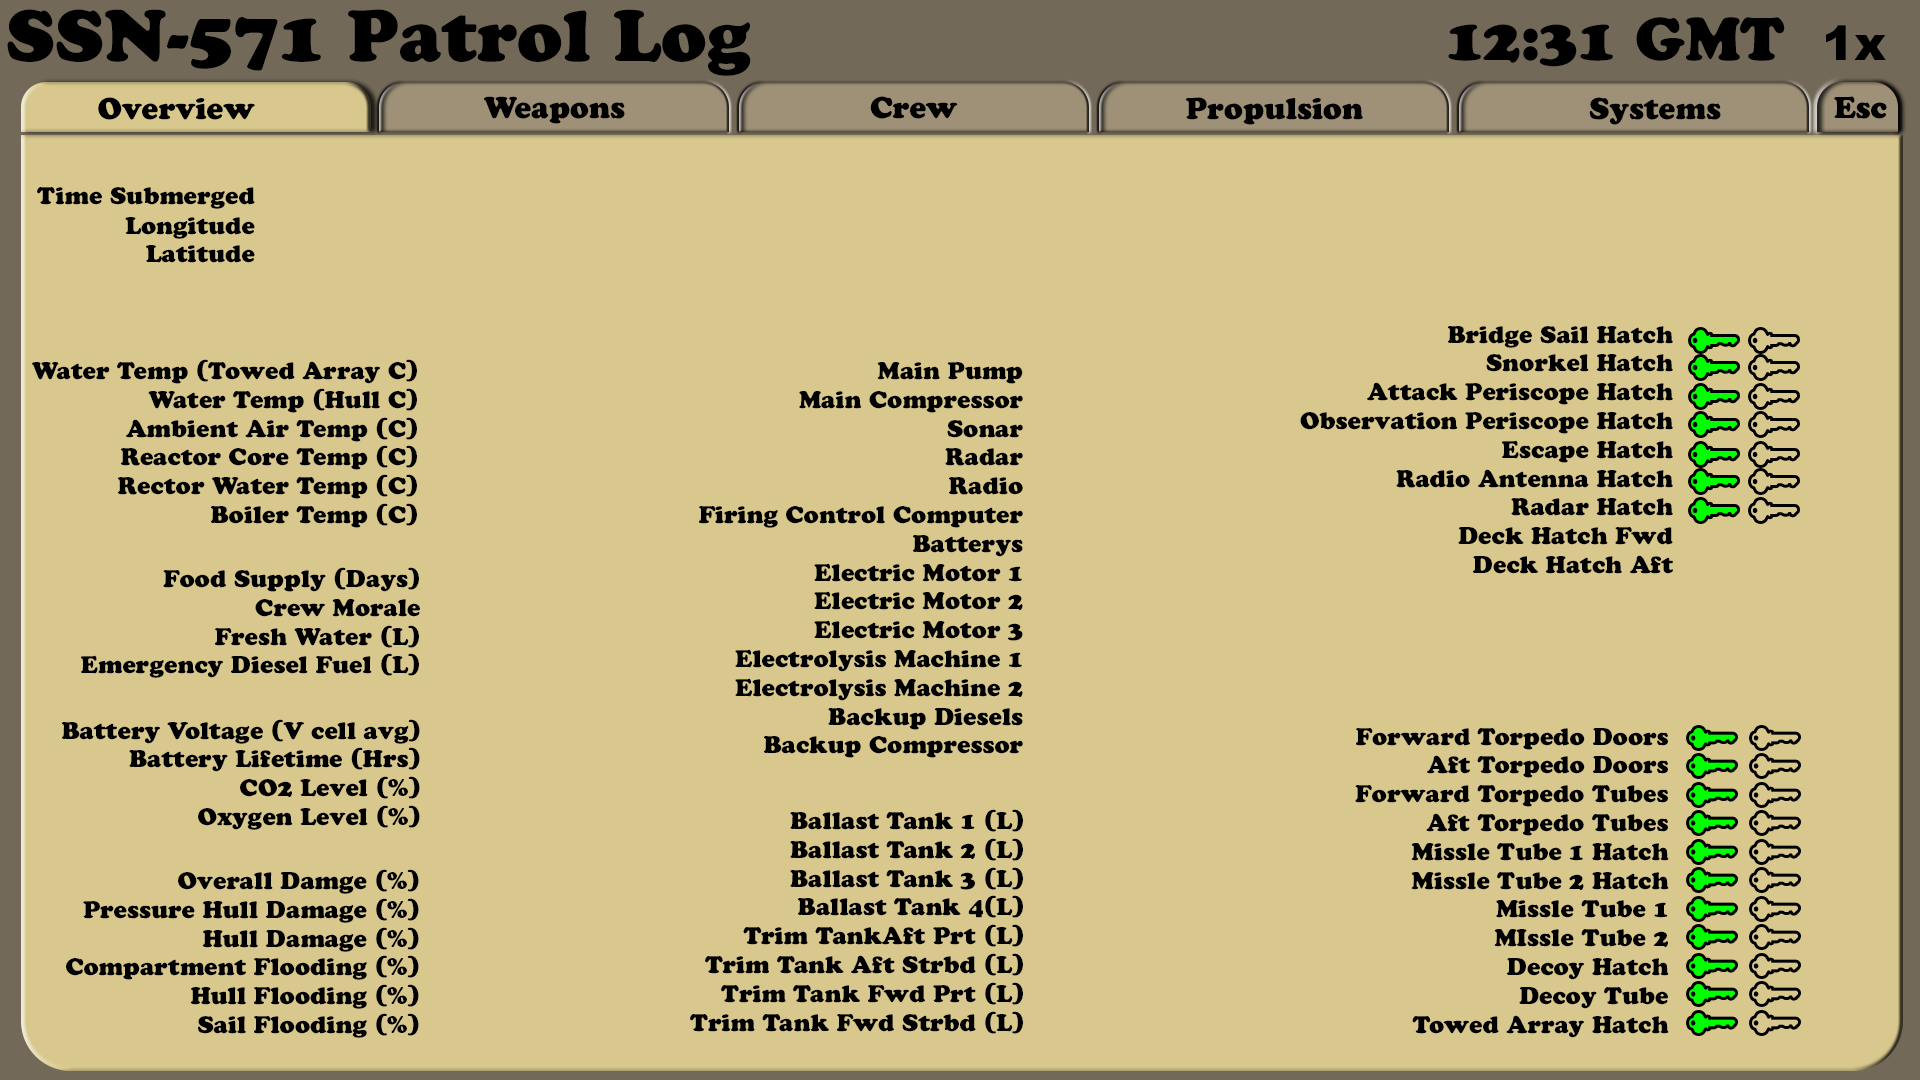 SSN-571 Patrol Log
12:31 GMT 1x
Overview
Weapons
Crew
Propulsion
Systems
Esc
Time Submerged
Longitude
Latitude
Water Temp (Towed Array C)
Water Temp (Hull C)
Ambient Air Temp (C)
Reactor Core Temp (C)
Rector Water Temp (C)
Boiler Temp (C)
Food Supply (Days)
Crew Morale
Fresh Water (L)
Emergency Diesel Fuel (L)
Battery Voltage (V cell avg)
Battery Lifetime (Hrs)
CO2 Level (%)
Oxygen Level (%)
Overall Damge (%)
Pressure Hull Damage (%)
Hull Damage (%)
Compartment Flooding (%)
Hull Flooding (%)
Sail Flooding (%)
Main Pump
Main Compressor
Sonar
Radar
Radio
Firing Control Computer
Batterys
Electric Motor 1
Electric Motor 2
Electric Motor 3
Electrolysis Machine 1
Electrolysis Machine 2
Backup Diesels
Backup Compressor
Ballast Tank 1 (L)
Ballast Tank 2 (L)
Ballast Tank 3 (L)
Ballast Tank 4(L)
Trim TankAft Prt (L)
Trim Tank Aft Strbd (L)
Trim Tank Fwd Prt (L)
Trim Tank Fwd Strbd (L)
Bridge Sail Hatch
Snorkel Hatch
Attack Periscope Hatch
Observation Periscope Hatch
Escape Hatch
Radio Antenna Hatch
Radar Hatch
Deck Hatch Fwd
Deck Hatch Aft
Forward Torpedo Doors
Aft Torpedo Doors
Forward Torpedo Tubes
Aft Torpedo Tubes
Missle Tube 1 Hatch
Missle Tube 2 Hatch
Missle Tube 1
MIssle Tube 2
Decoy Hatch
Decoy Tube
Towed Array Hatch